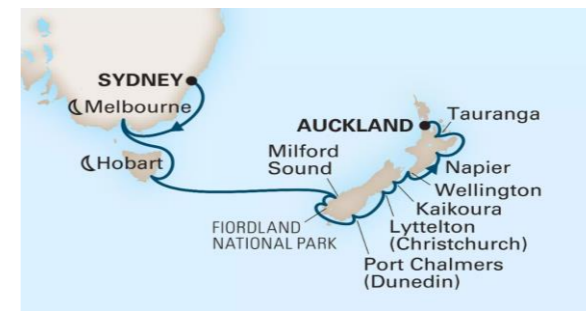 SYDNEY
Melbourne
Hobart
AUCKLAND
Tauranga
Milford
Sound
Napier
Wellington
Kaikoura
FIORDLAND
NATIONAL PARK
Lyttelton
(Christchurch)
Port Chalmers
(Dunedin)